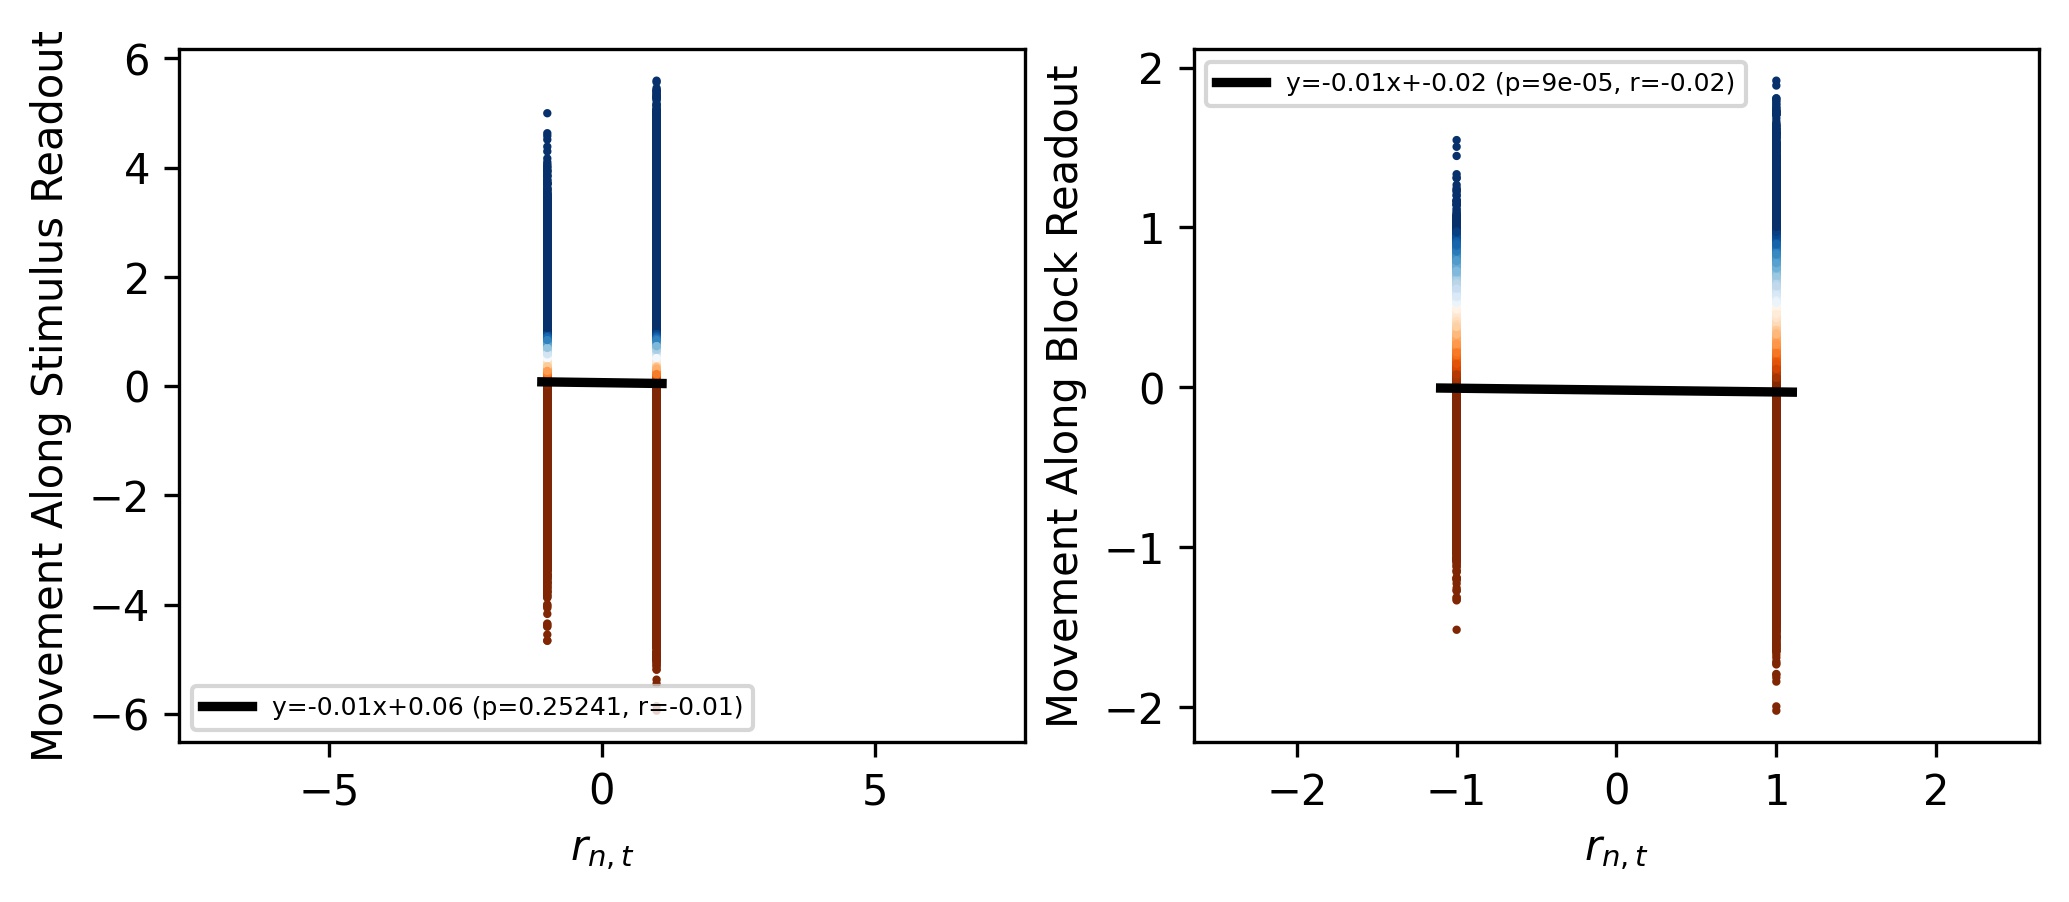 Movement Along Stimulus Readout
6
4
2
0
−2
−4
−6
y=-0.01x+0.06 (p=0.25241, r=-0.01)
−5 0 5
r_{n,t}
Movement Along Block Readout
2
1
0
−1
−2
y=-0.01x+-0.02 (p=9e-05, r=-0.02)
−2 −1 0 1 2
r_{n,t}